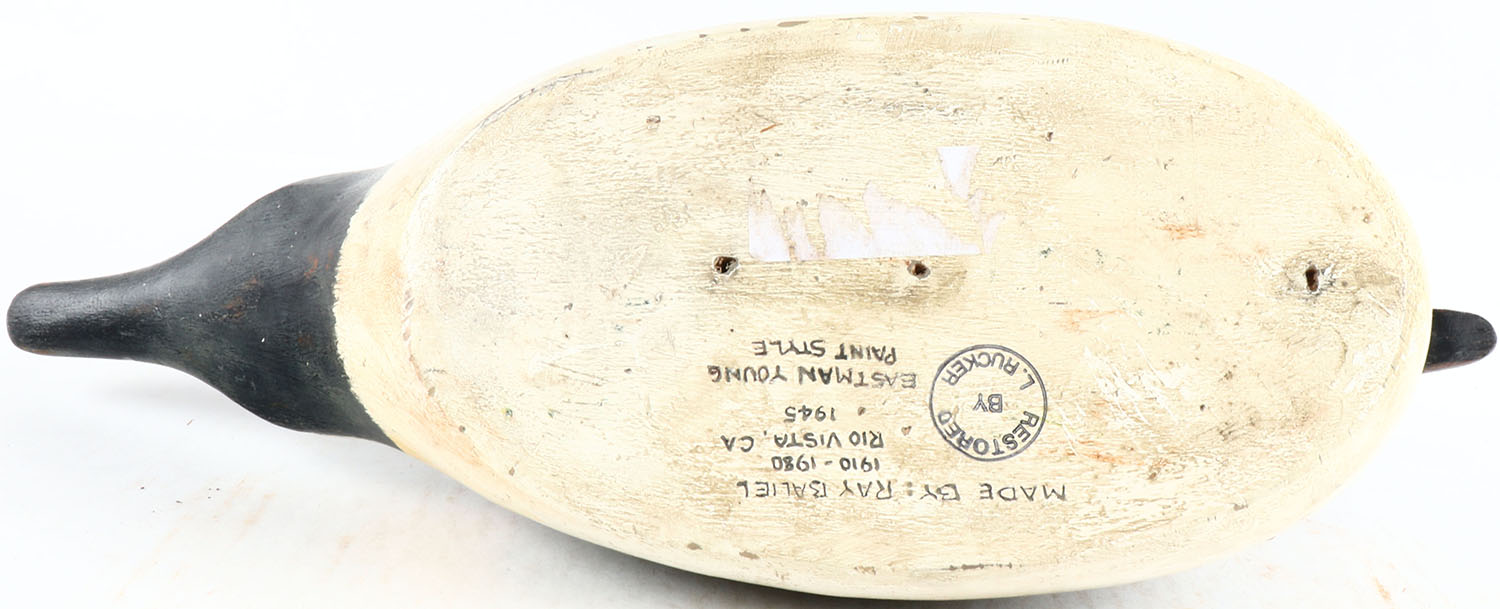 MADE BY: RAY BALIEL
1910 - 1980
RIO VISTA, CA.
1945
EASTMAN YOUNG
PAINT STYLE
RESTORED
BY
L. RUCKER